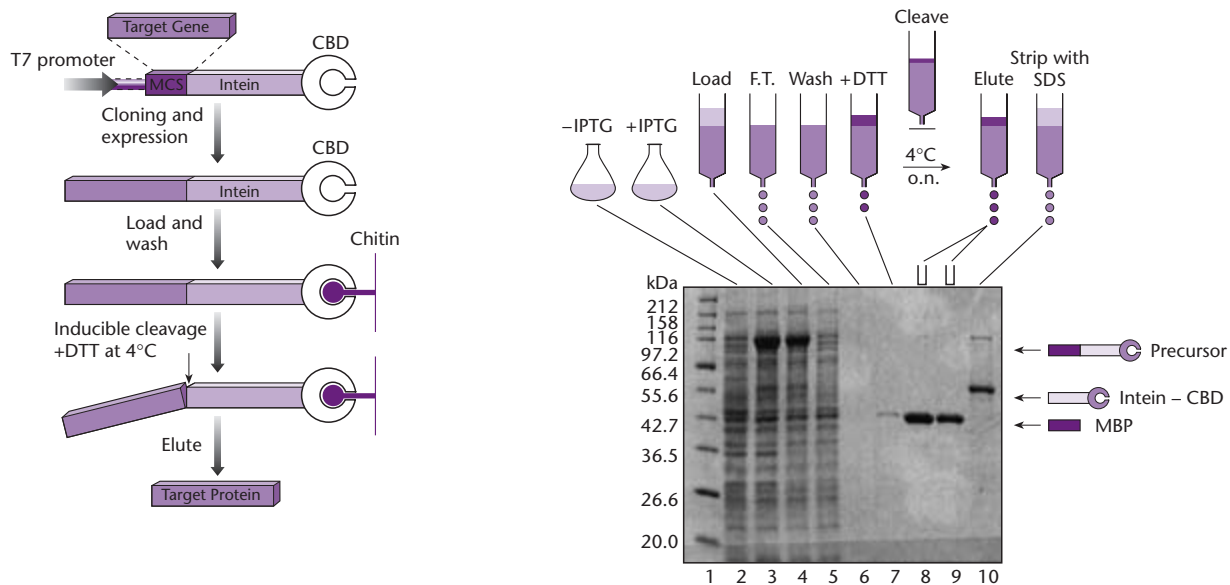 Target Gene
CBD
T7 promoter
MCS
Intein
Cloning and
expression
CBD
Intein
Load and
wash
Chitin
Inducible cleavage
+DTT at 4°C
Elute
Target Protein
Cleave
Load
F.T.
Wash
+DTT
Elute
Strip with
SDS
–IPTG
+IPTG
4°C
o.n.
kDa
212
158
116
97.2
66.4
55.6
42.7
36.5
26.6
20.0
Precursor
Intein – CBD
MBP
1 2 3 4 5 6 7 8 9 10